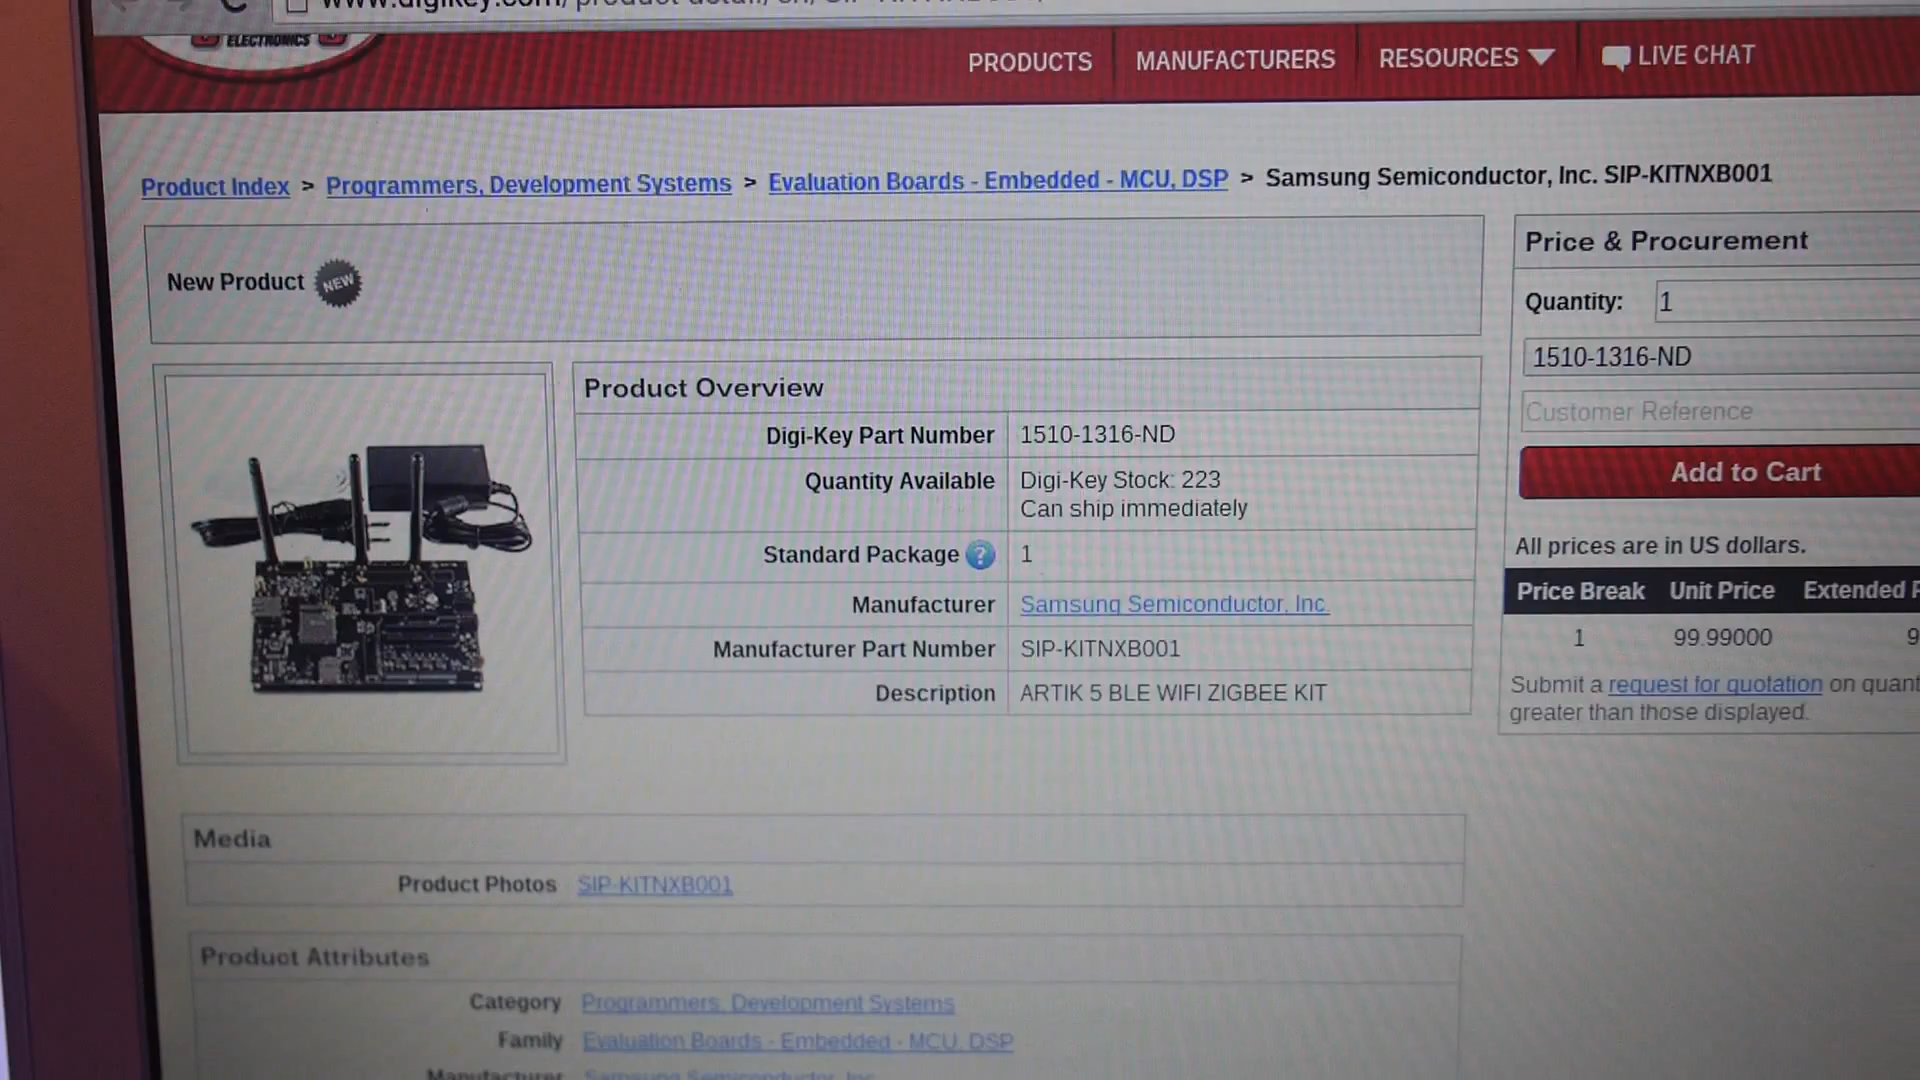 ELECTRONICS
PRODUCTS
MANUFACTURERS
RESOURCES
LIVE CHAT
Product Index > Programmers, Development Systems > Evaluation Boards - Embedded - MCU, DSP > Samsung Semiconductor, Inc. SIP-KITNXB001
New Product NEW
Price & Procurement
Quantity: 1
1510-1316-ND
Customer Reference
Add to Cart
All prices are in US dollars.
Price Break Unit Price Extended
1 99.99000
Submit a request for quotation on
greater than those displayed.
Product Overview
Digi-Key Part Number 1510-1316-ND
Quantity Available Digi-Key Stock: 223
Can ship immediately
Standard Package ? 1
Manufacturer Samsung Semiconductor, Inc.
Manufacturer Part Number SIP-KITNXB001
Description ARTIK 5 BLE WIFI ZIGBEE KIT
Media
Product Photos SIP-KITNXB001
Product Attributes
Category Programmers, Development Systems
Family Evaluation Boards - Embedded - MCU, DSP
Manufacturer Samsung Semiconductor, Inc.